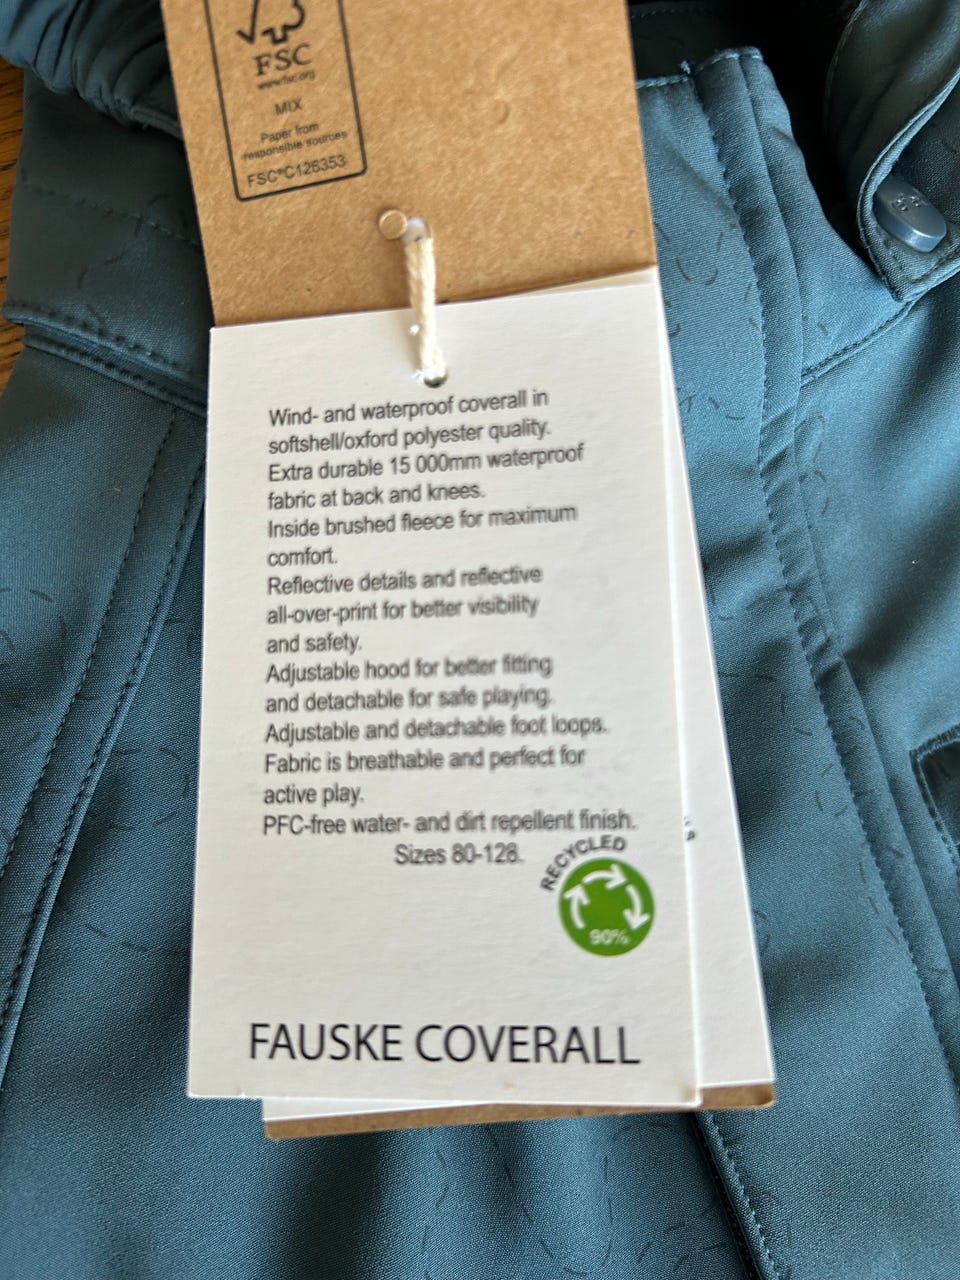 FSC
www.fsc.org
MIX
Paper from
responsible sources
FSC®C126353
Wind- and waterproof coverall in
softshell/oxford polyester quality.
Extra durable 15 000mm waterproof
fabric at back and knees.
Inside brushed fleece for maximum
comfort.
Reflective details and reflective
all-over-print for better visibility
and safety.
Adjustable hood for better fitting
and detachable for safe playing.
Adjustable and detachable foot loops.
Fabric is breathable and perfect for
active play.
PFC-free water- and dirt repellent finish.
Sizes 80-128.
RECYCLED
90%
FAUSKE COVERALL